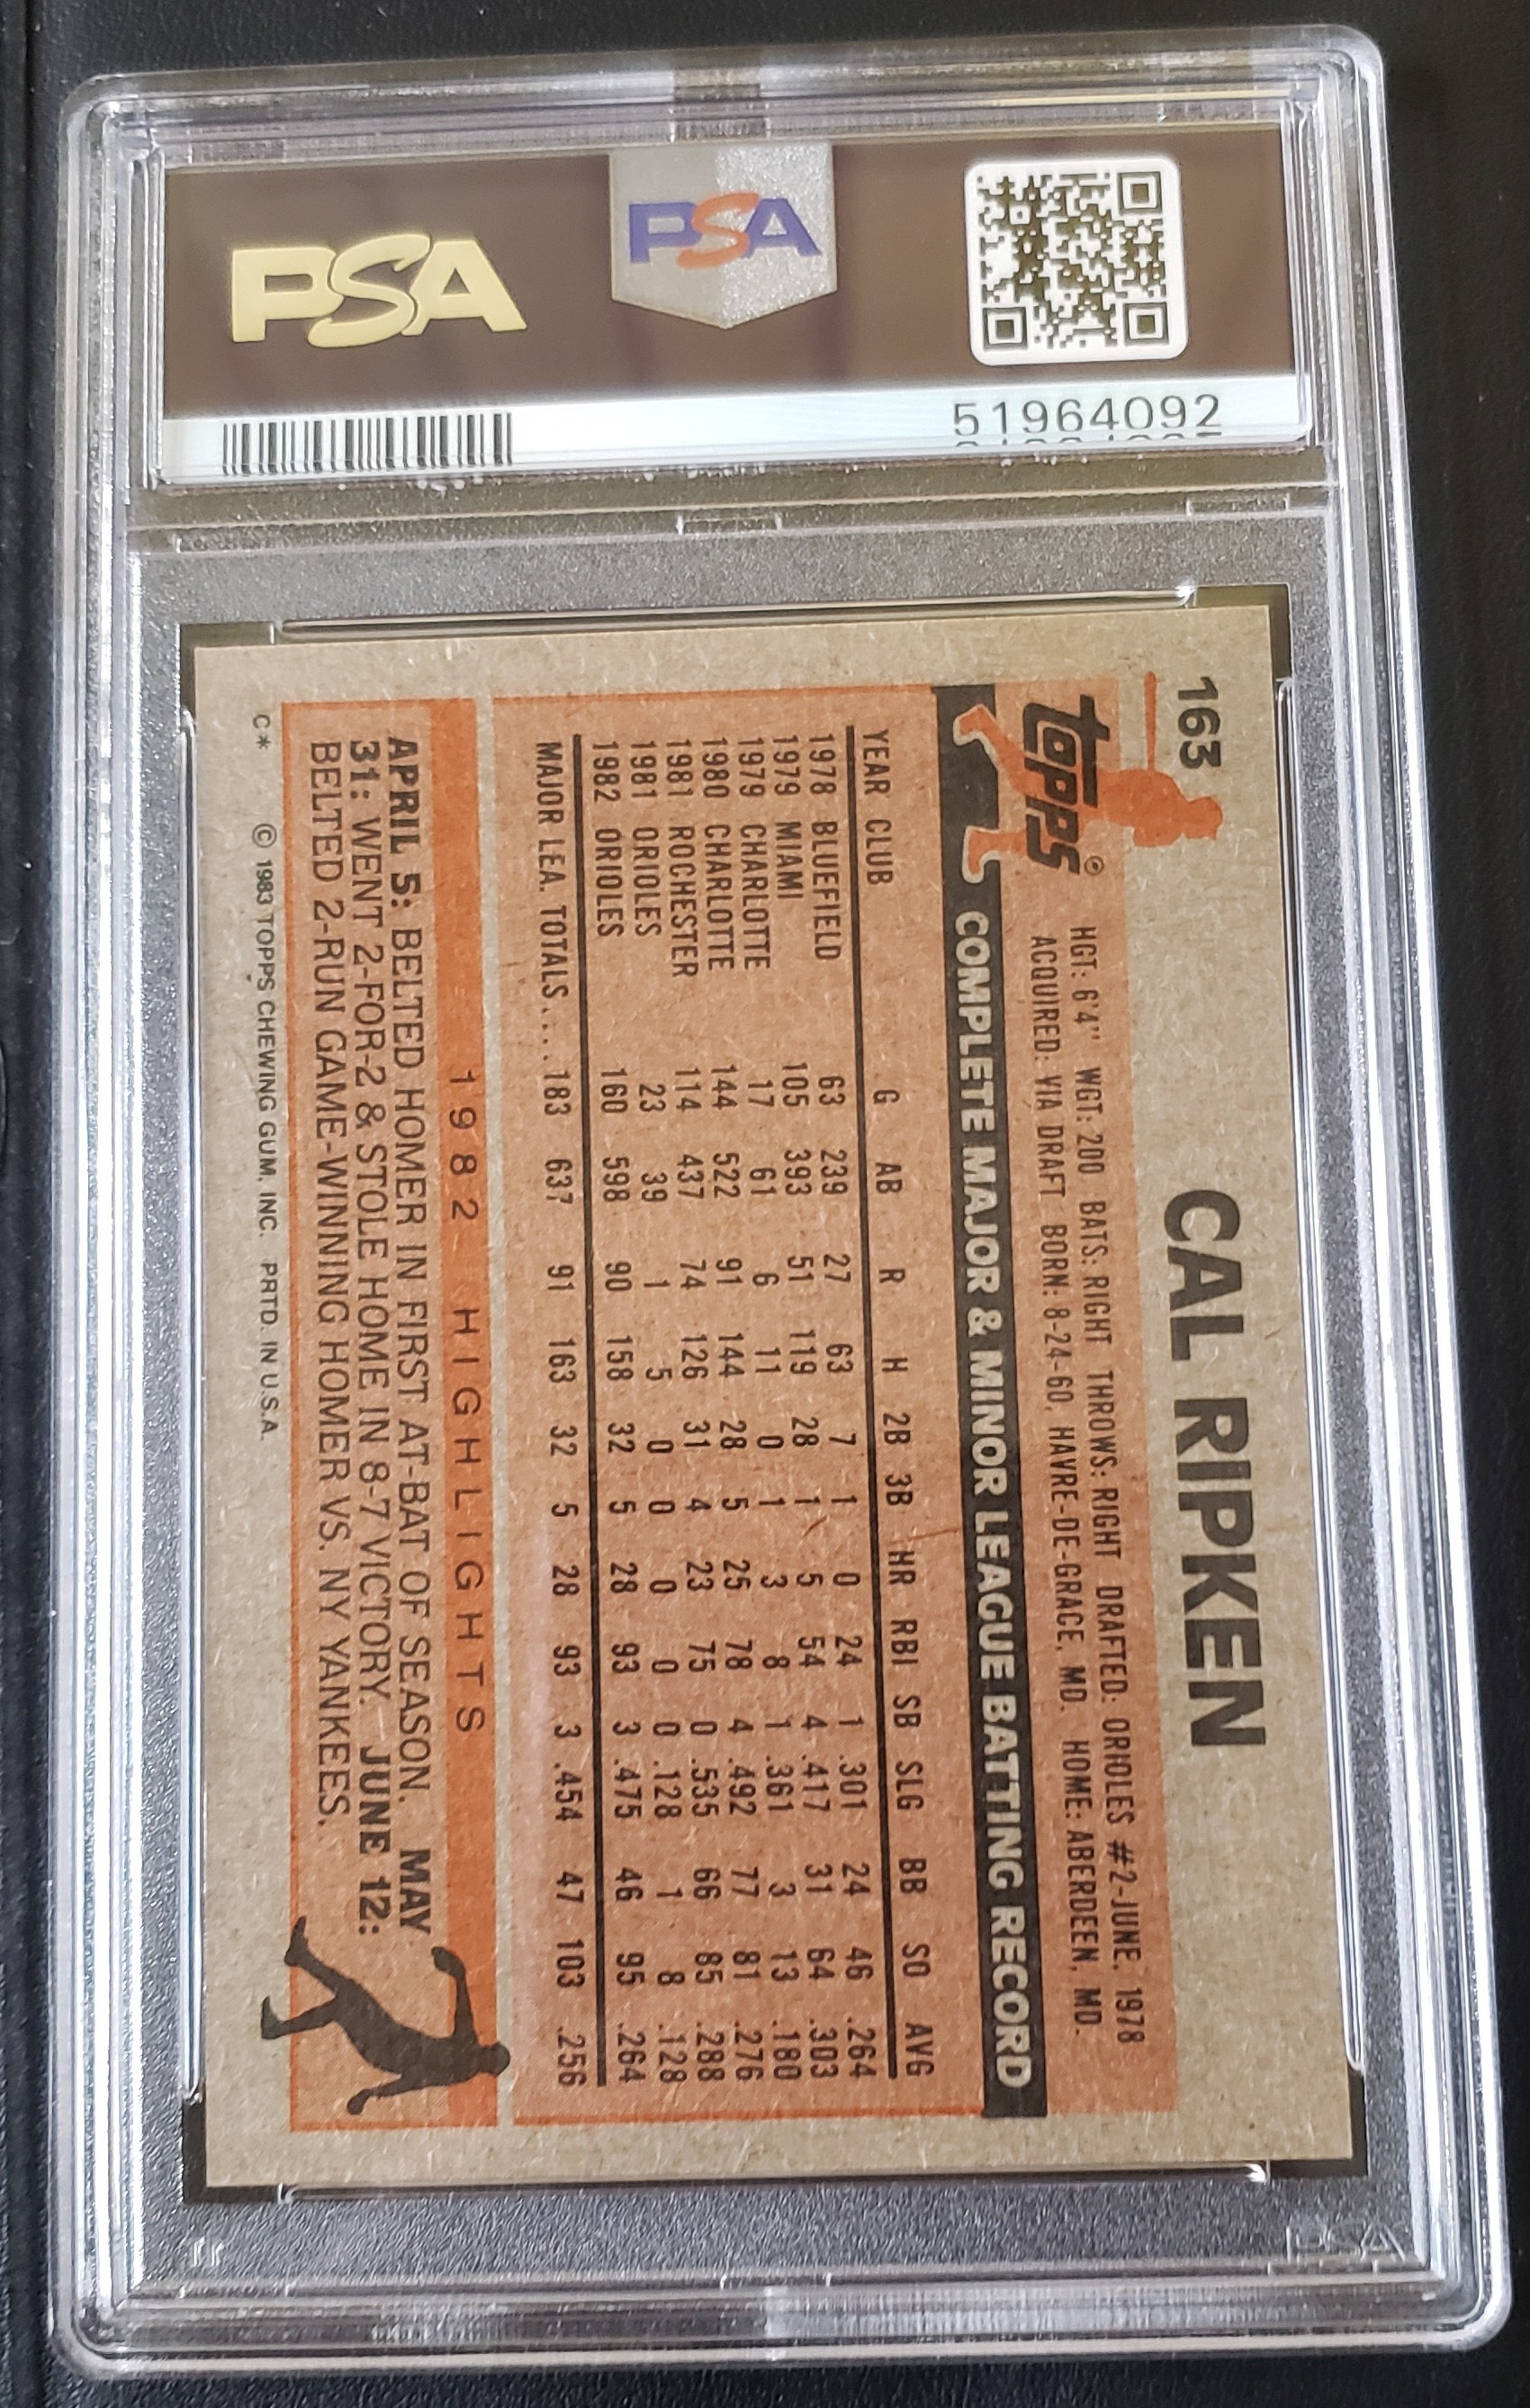 PSA
PSA
51964092
163
CAL RIPKEN
topps®
HGT: 6'4" WGT: 200 BATS: RIGHT THROWS: RIGHT DRAFTED: ORIOLES #2-JUNE, 1978
ACQUIRED: VIA DRAFT BORN: 8-24-60, HAVRE-DE-GRACE, MD. HOME: ABERDEEN, MD.
COMPLETE MAJOR & MINOR LEAGUE BATTING RECORD
YEAR CLUB G AB R H 2B 3B HR RBI SB SLG BB SO AVG
1978 BLUEFIELD 63 239 27 63 7 1 0 24 1 .301 24 46 .264
1979 MIAMI 105 393 51 119 28 1 5 54 4 .417 31 64 .303
1979 CHARLOTTE 17 61 6 11 0 1 3 8 1 .361 3 13 .180
1980 CHARLOTTE 144 522 91 144 28 5 25 78 4 .492 77 81 .276
1981 ROCHESTER 114 437 74 126 31 4 23 75 0 .535 66 85 .288
1981 ORIOLES 23 39 1 5 0 0 0 0 0 .128 1 8 .128
1982 ORIOLES 160 598 90 158 32 5 28 93 3 .475 46 95 .264
MAJOR LEA. TOTALS.... 183 637 91 163 32 5 28 93 3 .454 47 103 .256
1982 HIGHLIGHTS
APRIL 5: BELTED HOMER IN FIRST AT-BAT OF SEASON. MAY
31: WENT 2-FOR-2 & STOLE HOME IN 8-7 VICTORY. JUNE 12:
BELTED 2-RUN GAME-WINNING HOMER VS. NY YANKEES.
C* © 1983 TOPPS CHEWING GUM, INC. PRTD. IN U.S.A.
PSA